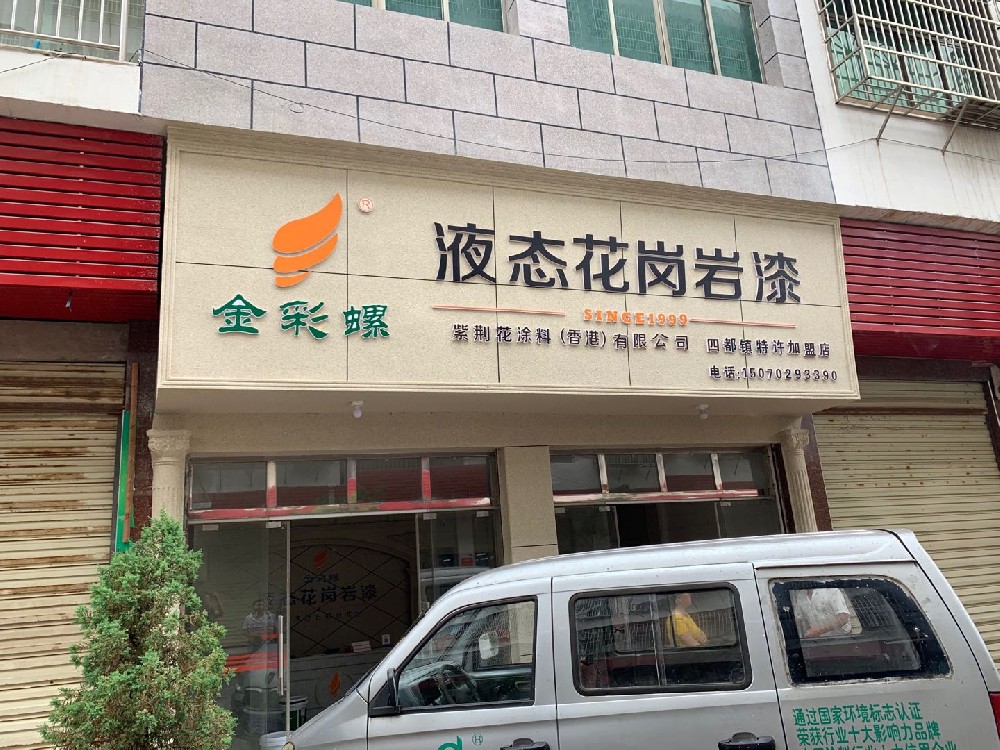 ®
金彩螺
液态花岗岩漆
SINCE1999
紫荆花涂料(香港)有限公司 四都镇特许加盟店
电话:15070293390
花岗岩漆
通过国家环境标志认证
荣获行业十大影响力品牌